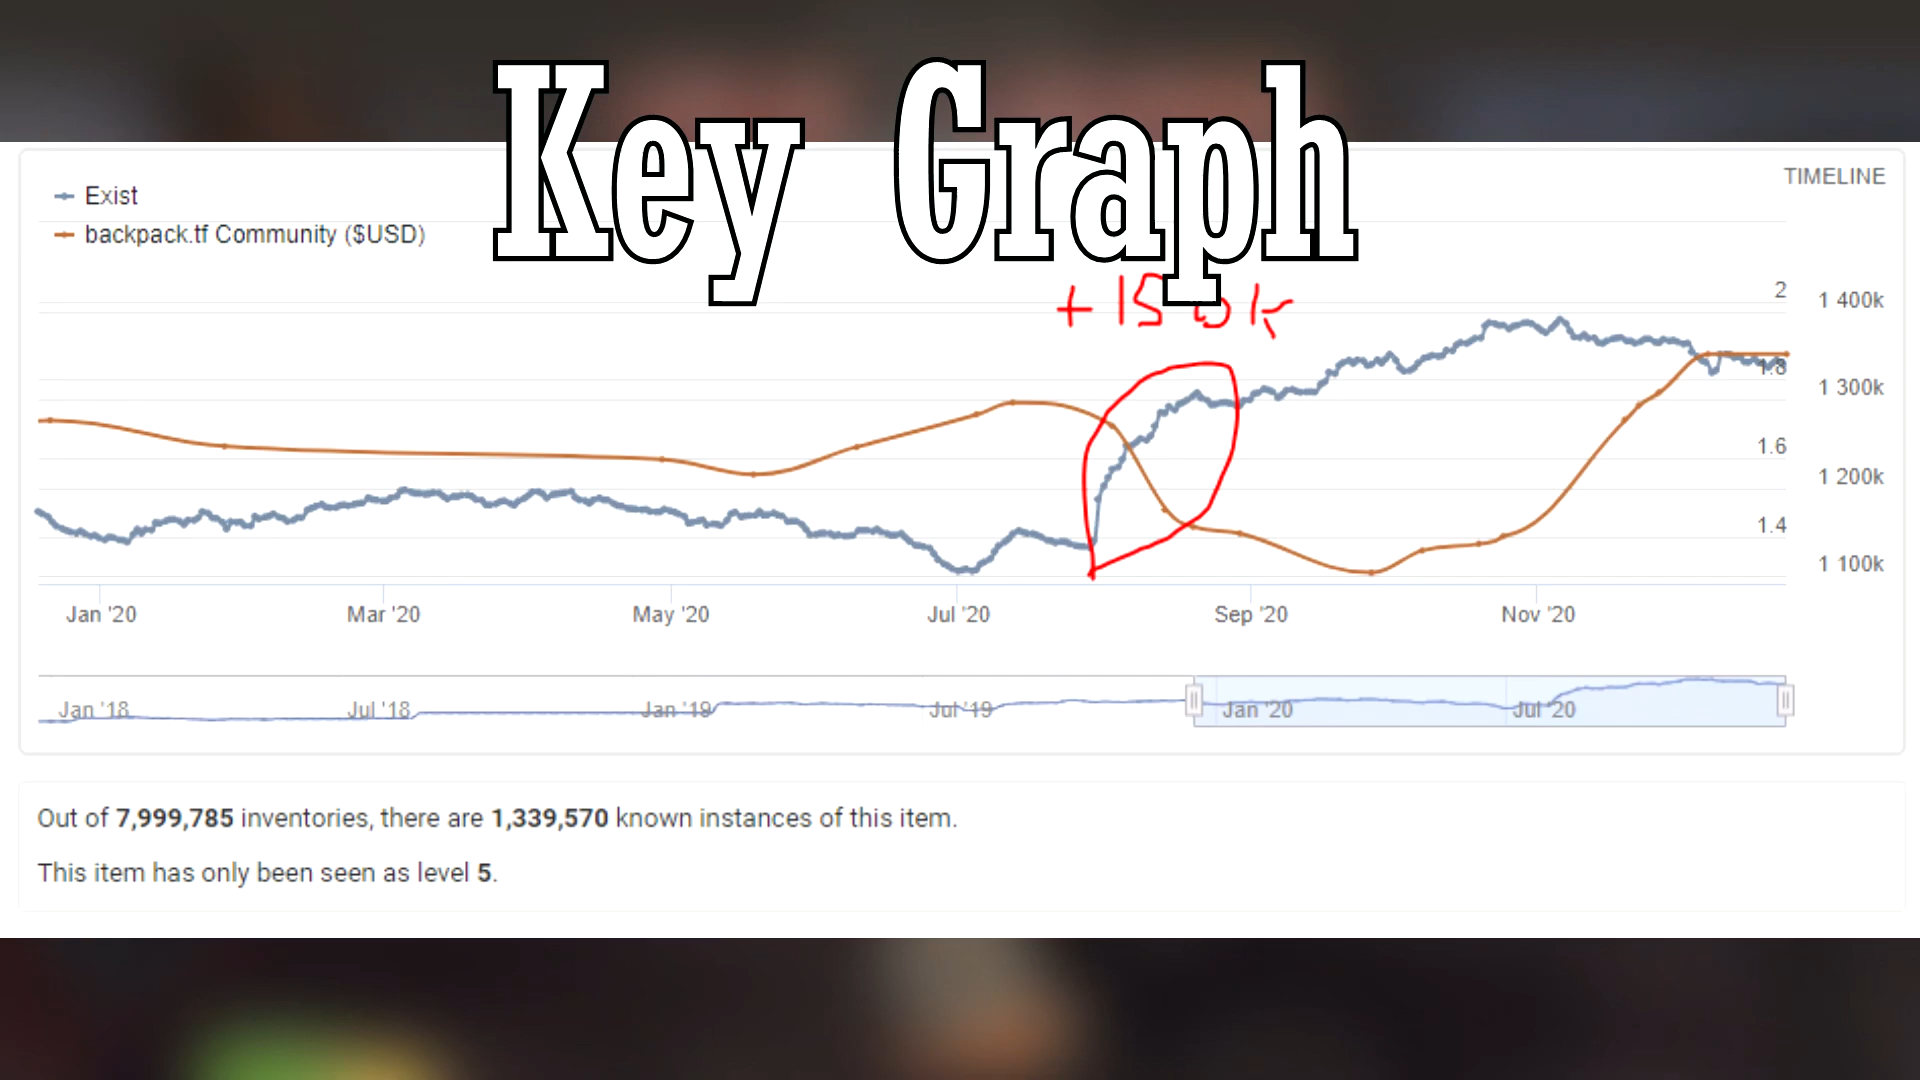 Key Graph
TIMELINE
Exist
backpack.tf Community ($USD)
+150k
2
1 400k
1.8
1 300k
1.6
1 200k
1.4
1 100k
Jan '20
Mar '20
May '20
Jul '20
Sep '20
Nov '20
Jan '18
Jul '18
Jan '19
Jul '19
Jan '20
Jul '20
Out of 7,999,785 inventories, there are 1,339,570 known instances of this item.
This item has only been seen as level 5.